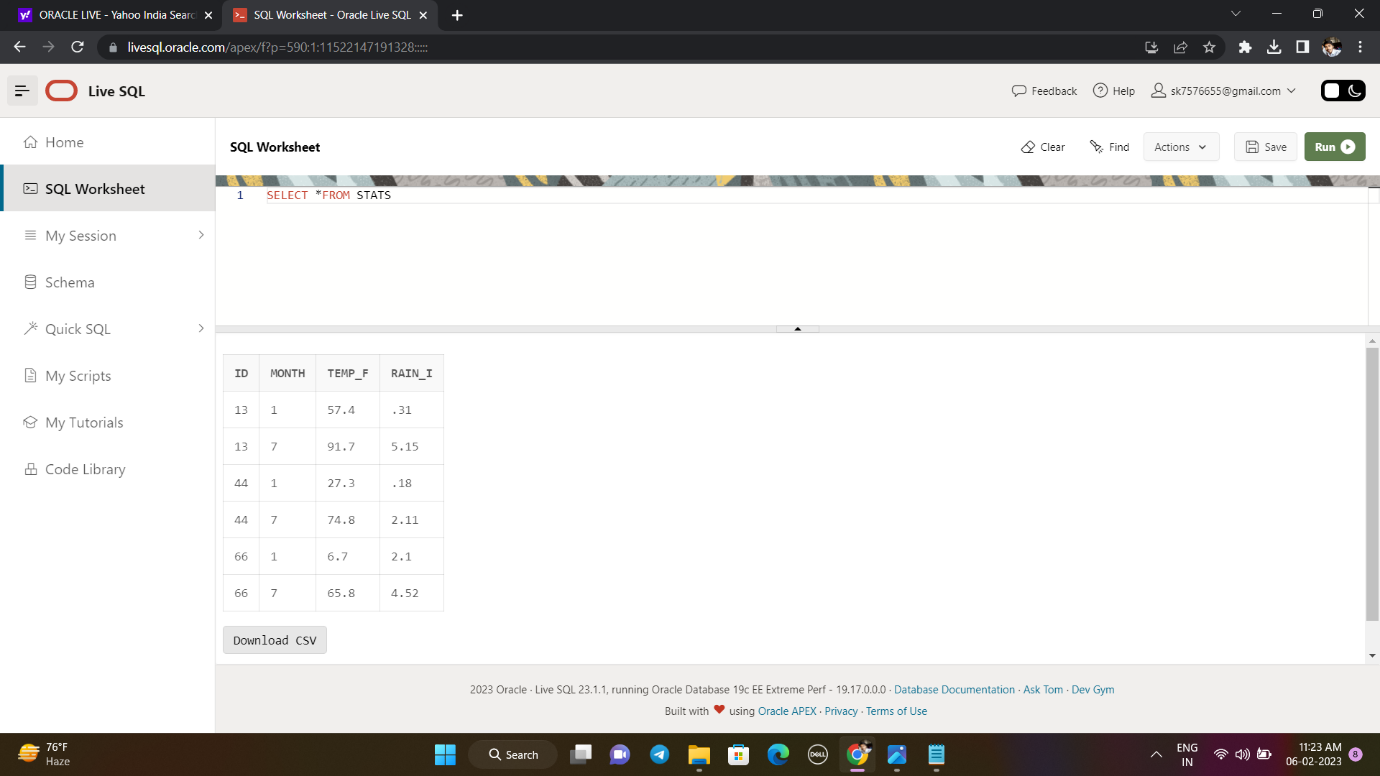 ORACLE LIVE - Yahoo India Searc
SQL Worksheet - Oracle Live SQL
livesql.oracle.com/apex/f?p=590:1:11522147191328:::::
Live SQL
Feedback
Help
sk7576655@gmail.com
Home
SQL Worksheet
My Session
Schema
Quick SQL
My Scripts
My Tutorials
Code Library
SQL Worksheet
Clear
Find
Actions
Save
Run
1 SELECT *FROM STATS
ID MONTH TEMP_F RAIN_I
13 1 57.4 .31
13 7 91.7 5.15
44 1 27.3 .18
44 7 74.8 2.11
66 1 6.7 2.1
66 7 65.8 4.52
Download CSV
2023 Oracle · Live SQL 23.1.1, running Oracle Database 19c EE Extreme Perf - 19.17.0.0.0 · Database Documentation · Ask Tom · Dev Gym
Built with ❤ using Oracle APEX · Privacy · Terms of Use
76°F
Haze
Search
DELL
ENG
IN
11:23 AM
06-02-2023
8